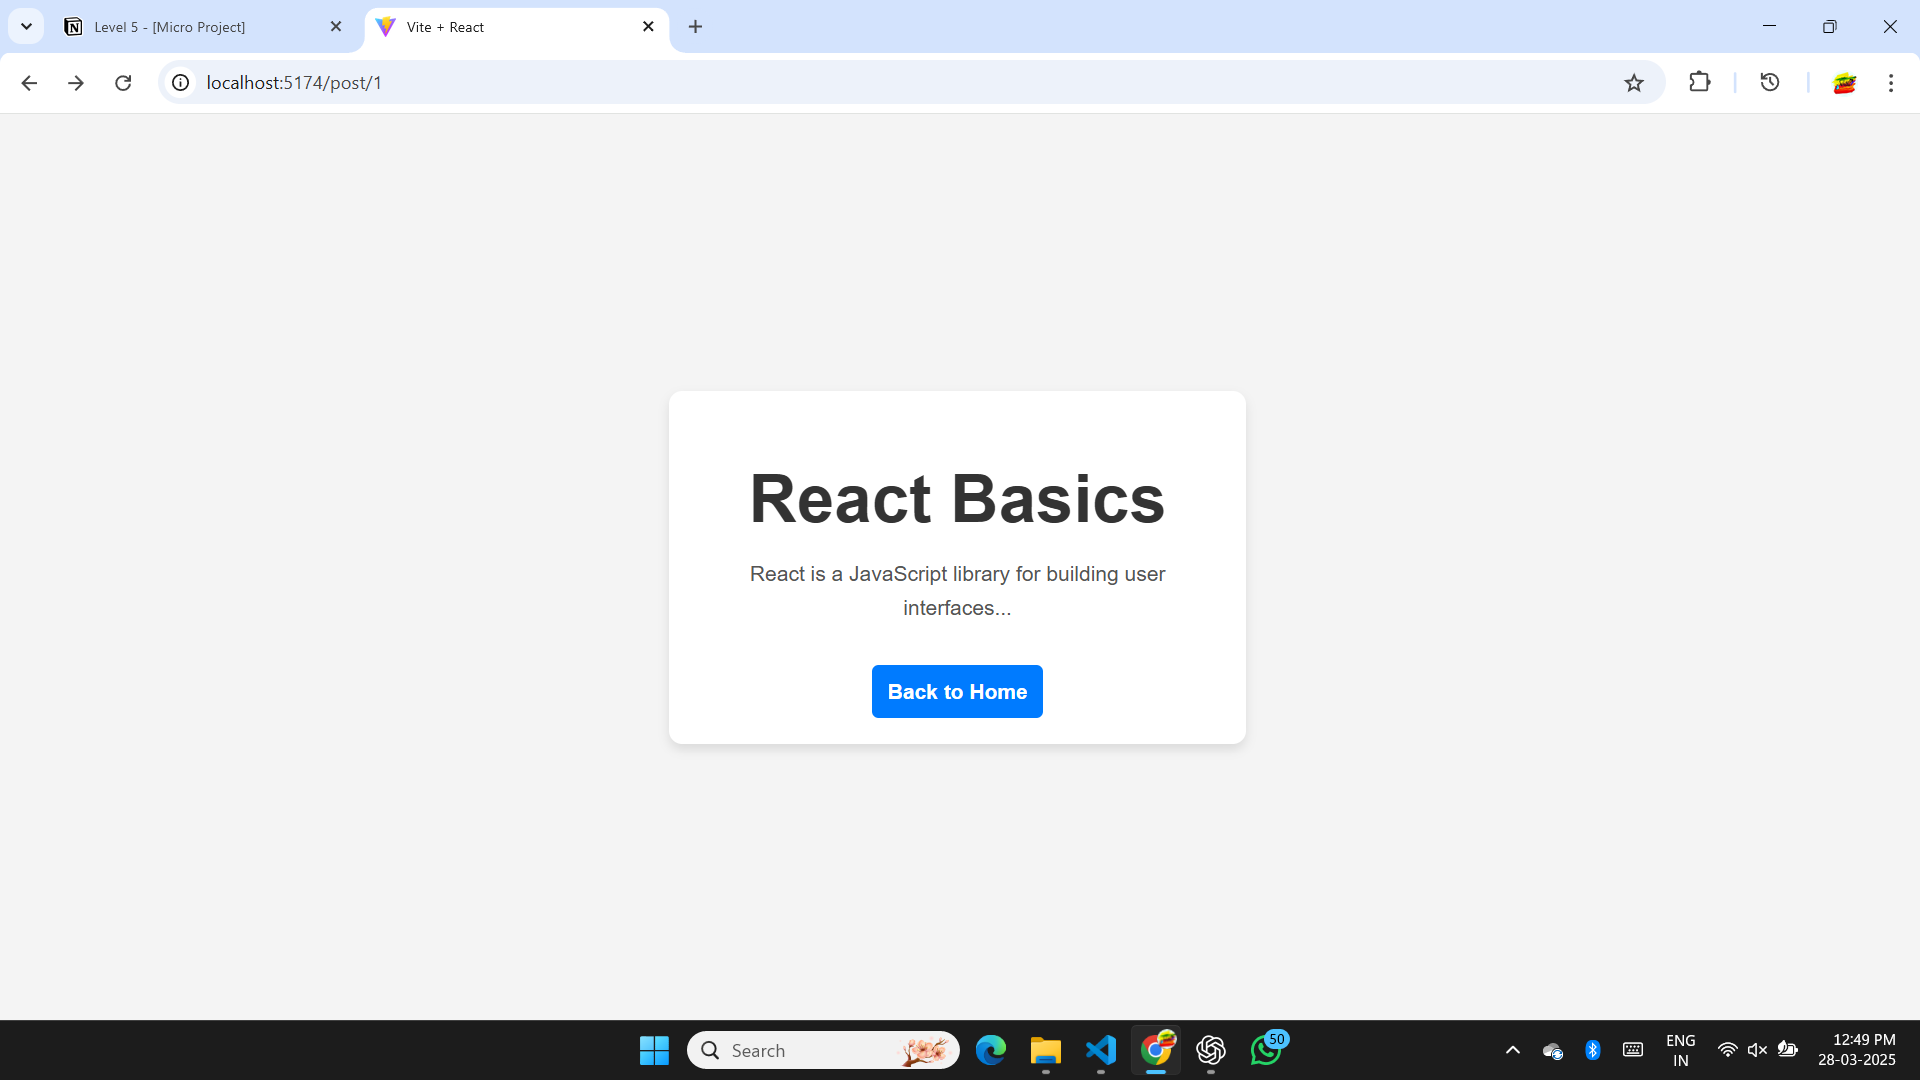 Level 5 - [Micro Project]
Vite + React
localhost:5174/post/1
React Basics
React is a JavaScript library for building user
interfaces...
Back to Home
Search
50
ENG
IN
12:49 PM
28-03-2025